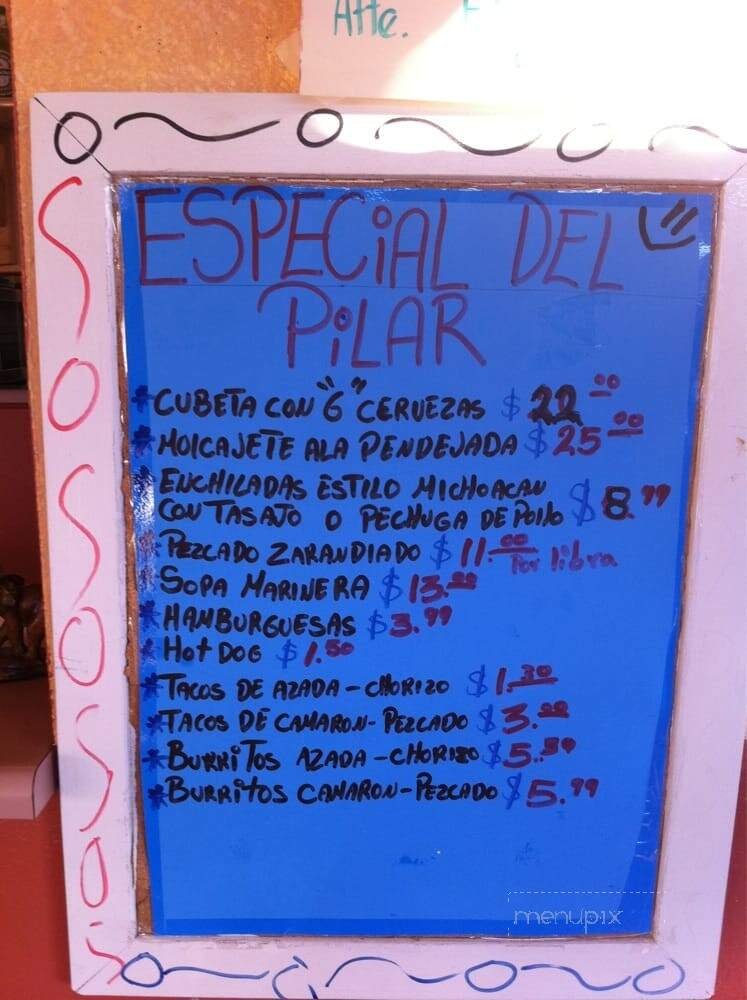 Atte.
ESPECiAL DEL
PiLAR
*CUBETA CON "6" CERVEZAS $22.00
*MOlCAJETE ALA PENDEJADA $25.00
*ENCHILADAS ESTILO MICHOACAN
CON TASAJO O PECHUGA DE POllO $8.99
*PEZCADO ZARANDIADO $11.00 Por libra
*SOPA MARINERA $13.00
*HAMBURGUESAS $3.99
*Hot DOG $1.50
*TACOS DE AZADA-CHORIZO $1.30
*TACOS DE CAMARON-PEZCADO $3.00
*BURRiTOS AZADA-CHORIZO $5.50
*BURRitos CAMARON-PEZCADO $5.99
menupix